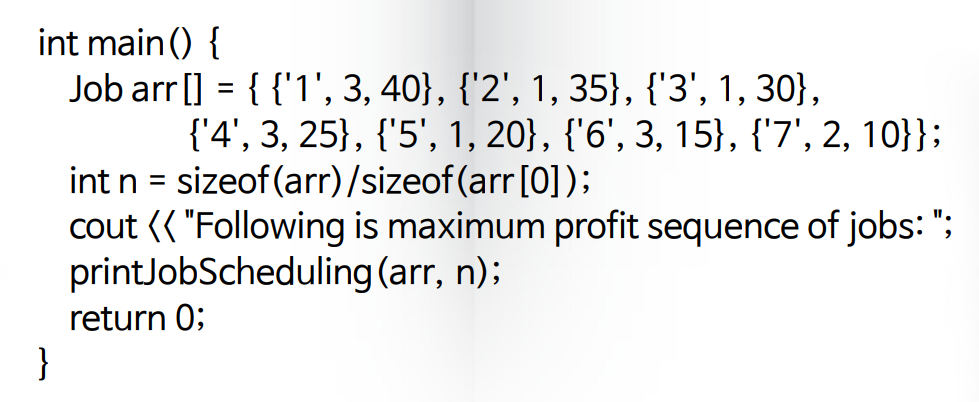 int main() {
Job arr[] = { {'1', 3, 40}, {'2', 1, 35}, {'3', 1, 30},
{'4', 3, 25}, {'5', 1, 20}, {'6', 3, 15}, {'7', 2, 10}};
int n = sizeof(arr)/sizeof(arr[0]);
cout << "Following is maximum profit sequence of jobs: ";
printJobScheduling(arr, n);
return 0;
}